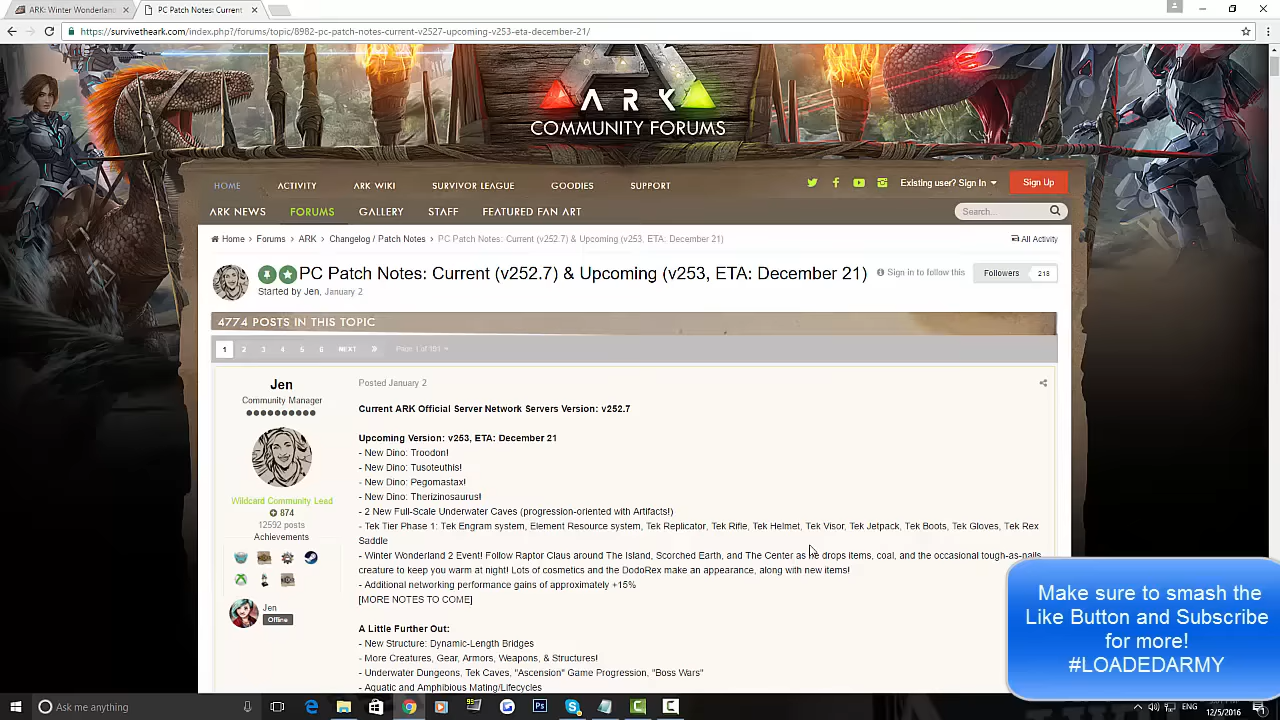 ARK: Winter Wonderland
PC Patch Notes: Current
https://survivetheark.com/index.php?/forums/topic/8982-pc-patch-notes-current-v2527-upcoming-v253-eta-december-21/
ARK
COMMUNITY FORUMS
HOME ACTIVITY ARK WIKI SURVIVOR LEAGUE GOODIES SUPPORT Existing user? Sign In Sign Up
ARK NEWS FORUMS GALLERY STAFF FEATURED FAN ART Search...
Home > Forums > ARK > Changelog / Patch Notes > PC Patch Notes: Current (v252.7) & Upcoming (v253, ETA: December 21) All Activity
PC Patch Notes: Current (v252.7) & Upcoming (v253, ETA: December 21) Sign in to follow this Followers 218
Started by Jen, January 2
4774 POSTS IN THIS TOPIC
1 2 3 4 5 6 NEXT »
Jen
Community Manager
Wildcard Community Lead
874
12592 posts
Achievements
Jen
Offline
Posted January 2
Current ARK Official Server Network Servers Version: v252.7
Upcoming Version: v253, ETA: December 21
- New Dino: Troodon!
- New Dino: Tusoteuthis!
- New Dino: Pegomastax!
- New Dino: Therizinosaurus!
- 2 New Full-Scale Underwater Caves (progression-oriented with Artifacts!)
- Tek Tier Phase 1: Tek Engram system, Element Resource system, Tek Replicator, Tek Rifle, Tek Helmet, Tek Visor, Tek Jetpack, Tek Boots, Tek Gloves, Tek Rex
Saddle
- Winter Wonderland 2 Event! Follow Raptor Claus around The Island, Scorched Earth, and The Center as he drops items, coal, and the occasional tough-as-nails
creature to keep you warm at night! Lots of cosmetics and the DodoRex make an appearance, along with new items!
- Additional networking performance gains of approximately +15%
[MORE NOTES TO COME]
A Little Further Out:
- New Structure: Dynamic-Length Bridges
- More Creatures, Gear, Armors, Weapons, & Structures!
- Underwater Dungeons, Tek Caves, "Ascension" Game Progression, "Boss Wars"
- Aquatic and Amphibious Mating/Lifecycles
Make sure to smash the
Like Button and Subscribe
for more!
#LOADEDARMY
Ask me anything
ENG
12/5/2016